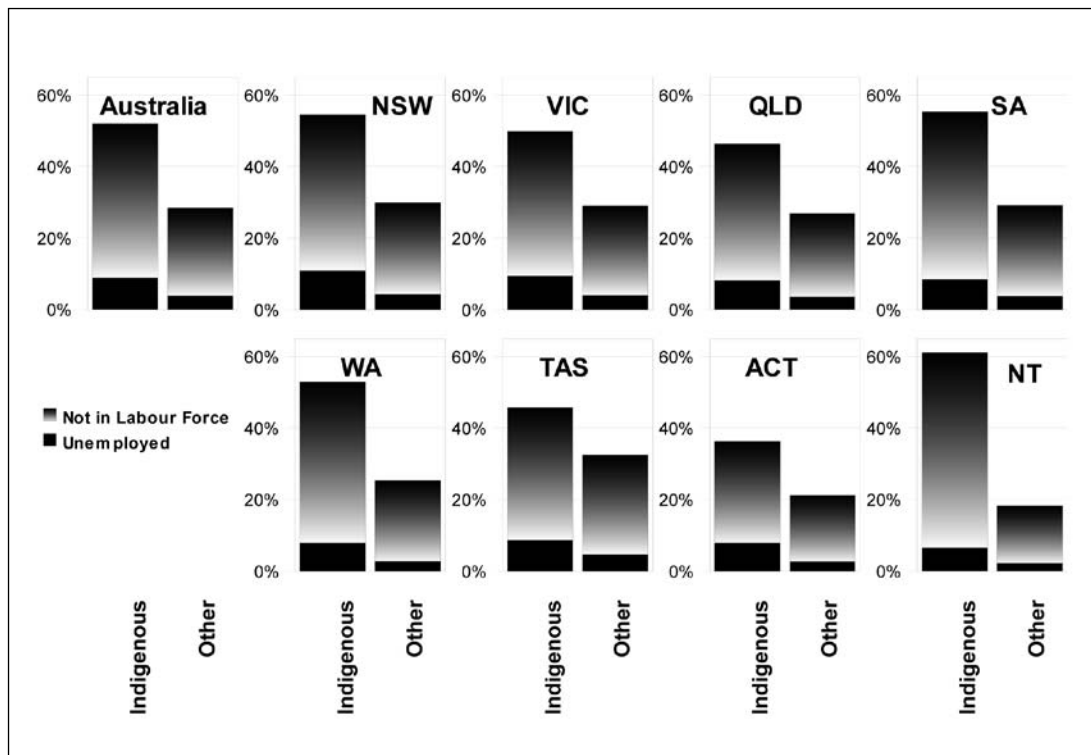 60% Australia
40%
20%
0%
60% NSW
40%
20%
0%
60% VIC
40%
20%
0%
60% QLD
40%
20%
0%
60% SA
40%
20%
0%
Not in Labour Force
Unemployed
60% WA
40%
20%
0%
60% TAS
40%
20%
0%
60% ACT
40%
20%
0%
60% NT
40%
20%
0%
Indigenous
Other
Indigenous
Other
Indigenous
Other
Indigenous
Other
Indigenous
Other